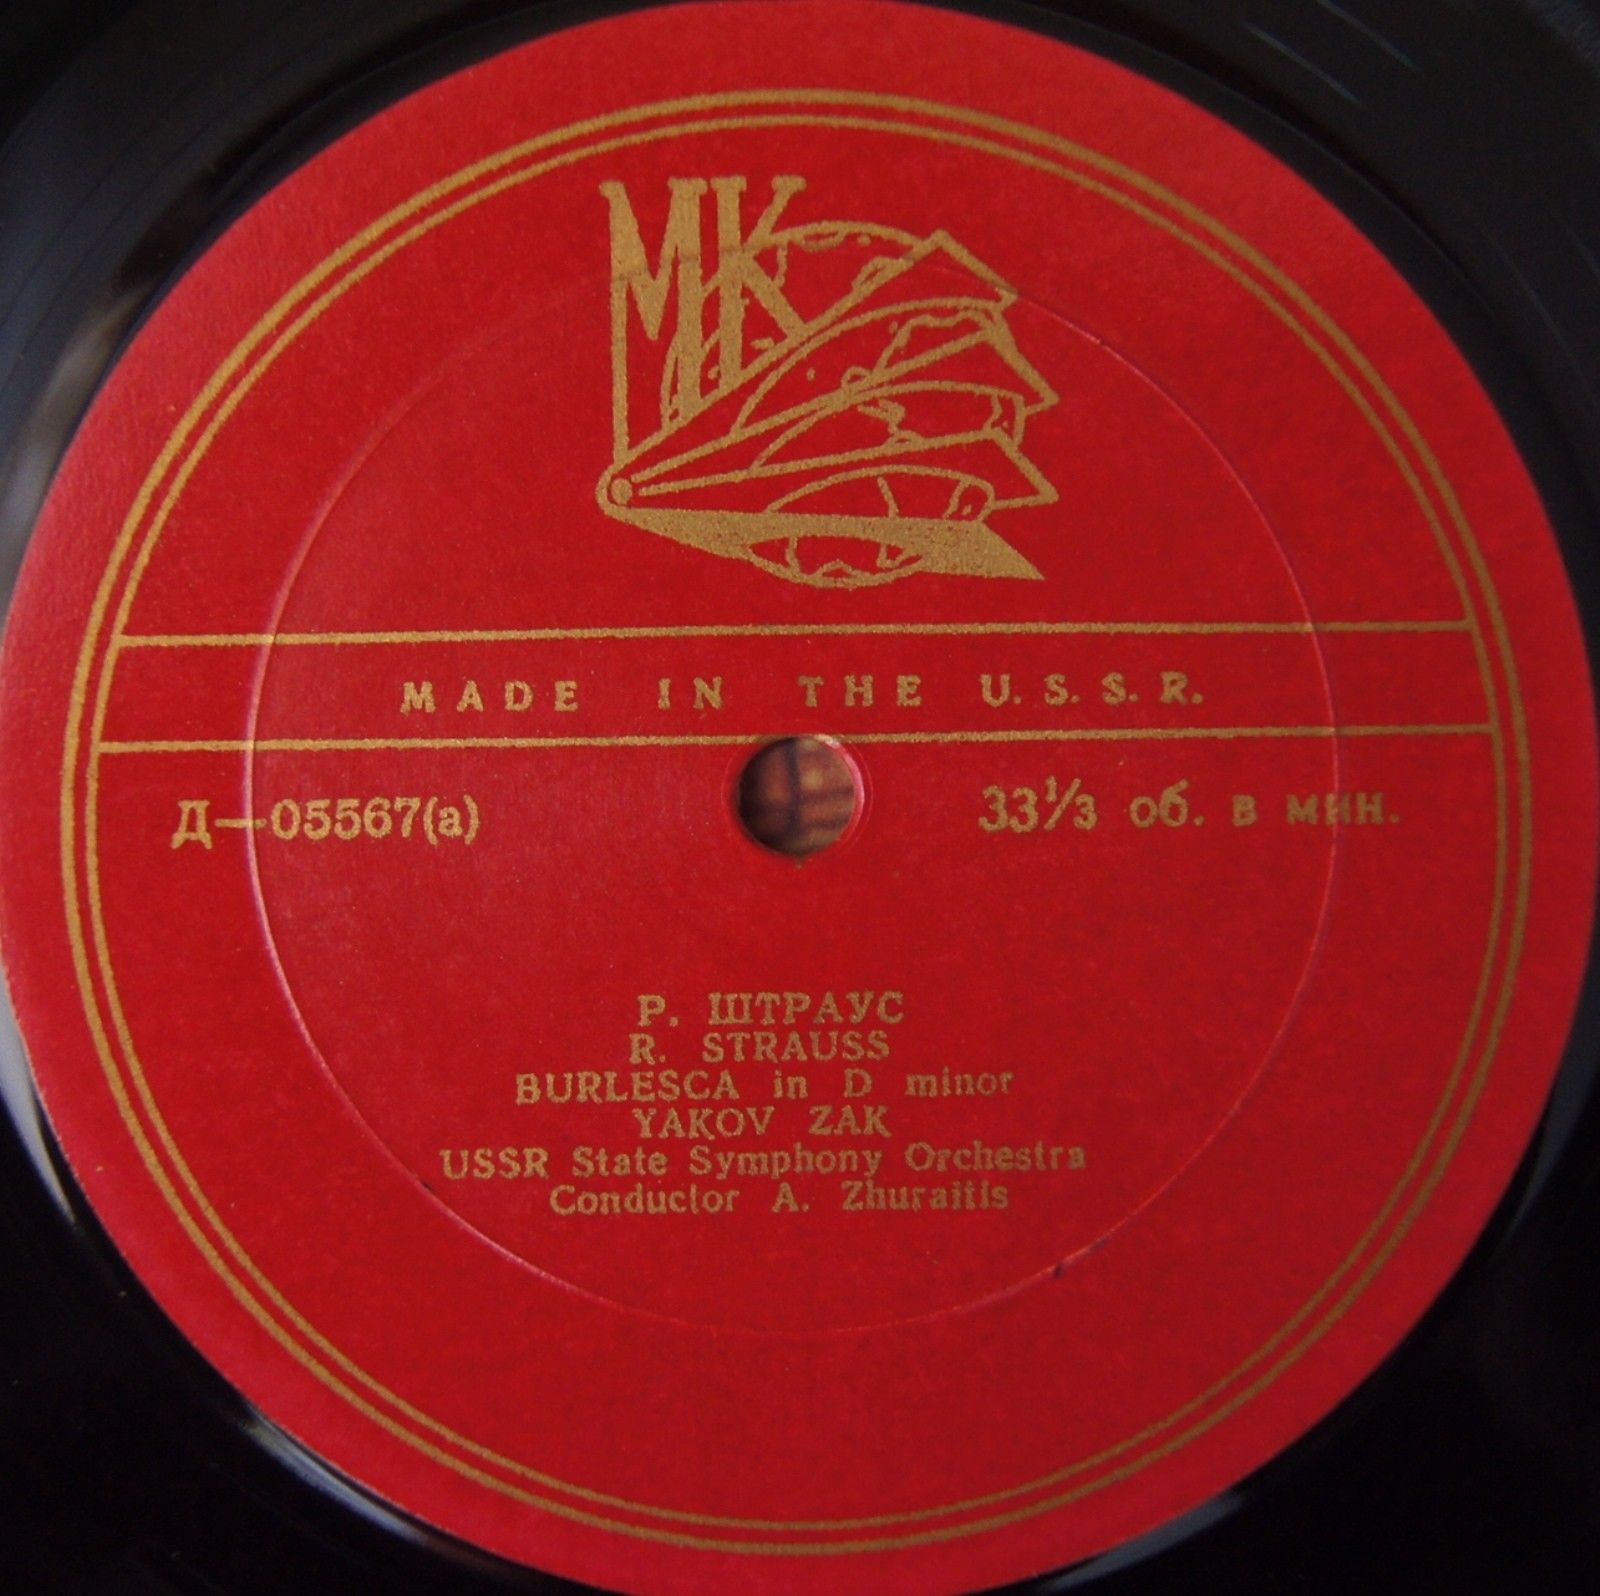 МК
MADE IN THE U.S.S.R.
Д—05567(а)
33⅓ об. в мин.
Р. ШТРАУС
R. STRAUSS
BURLESCA in D minor
YAKOV ZAK
USSR State Symphony Orchestra
Conductor A. Zhuraitis